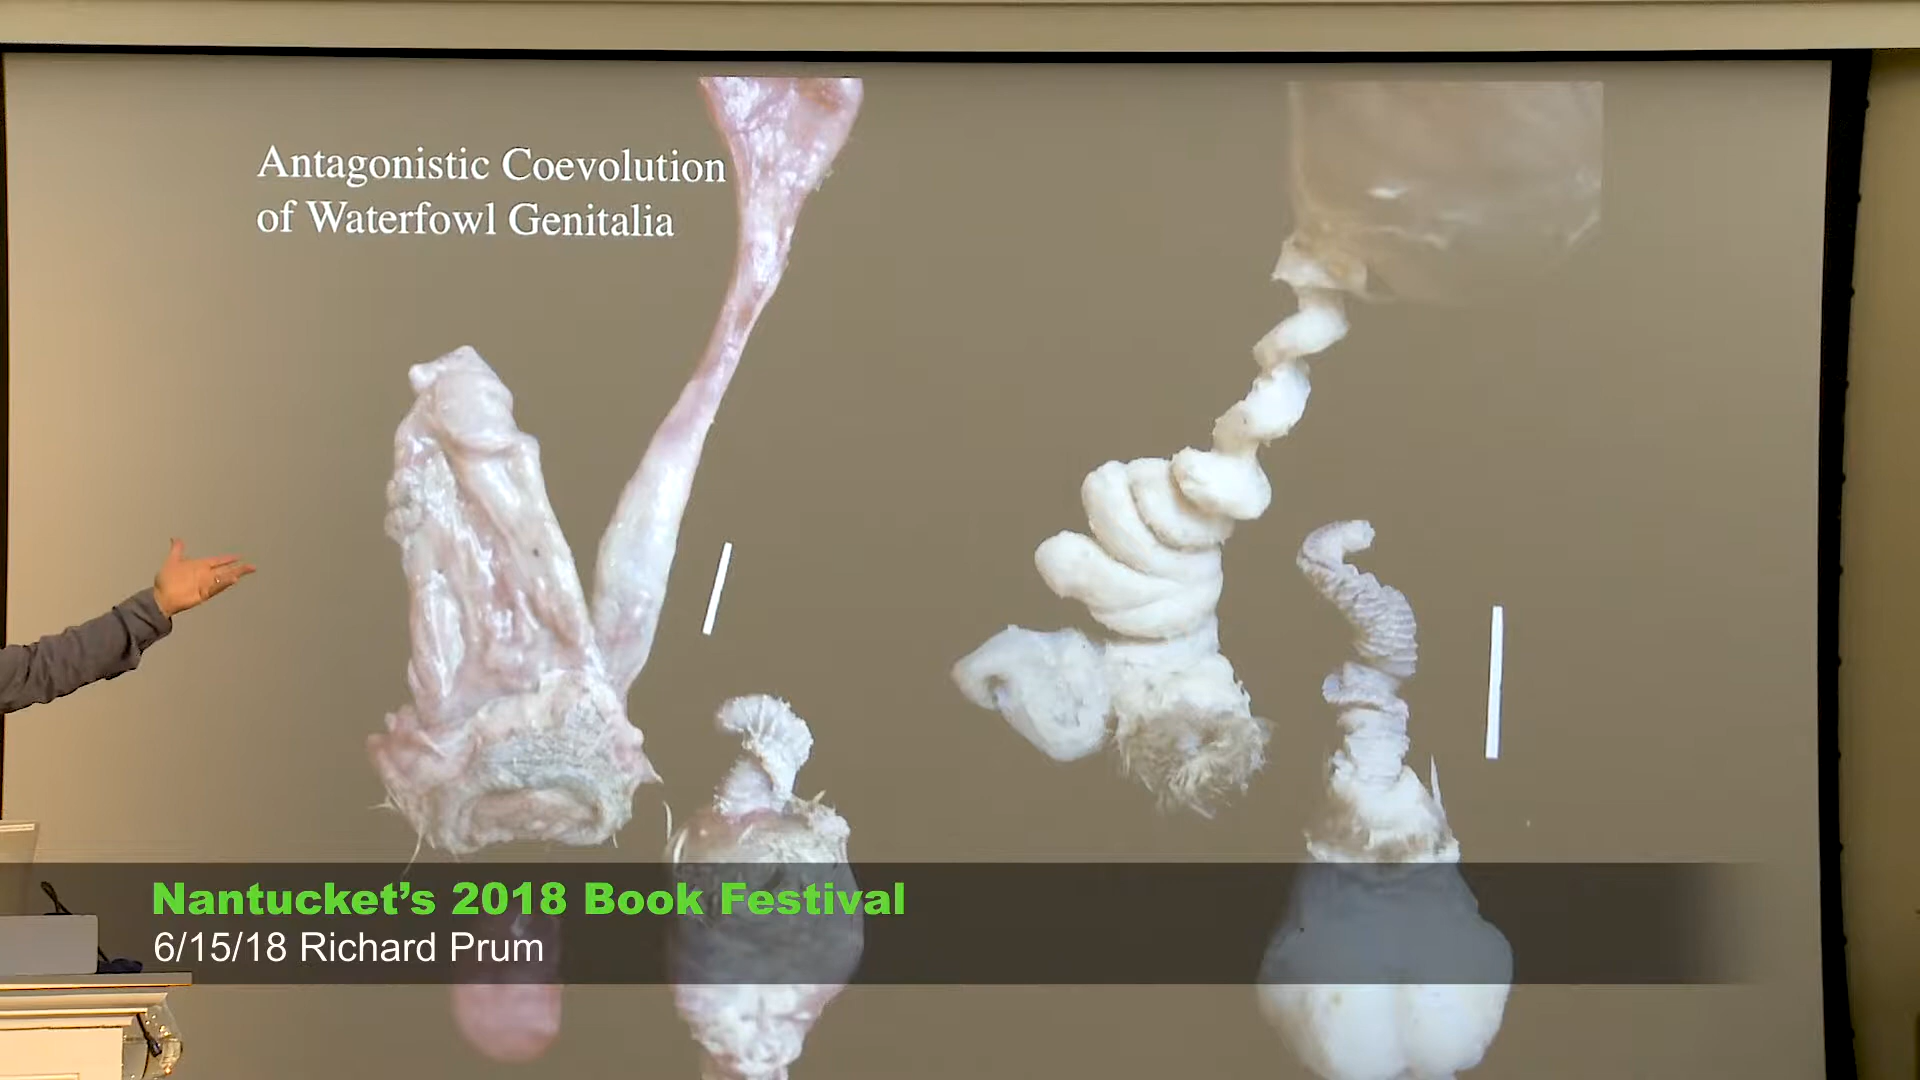 Antagonistic Coevolution
of Waterfowl Genitalia
Nantucket's 2018 Book Festival
6/15/18 Richard Prum